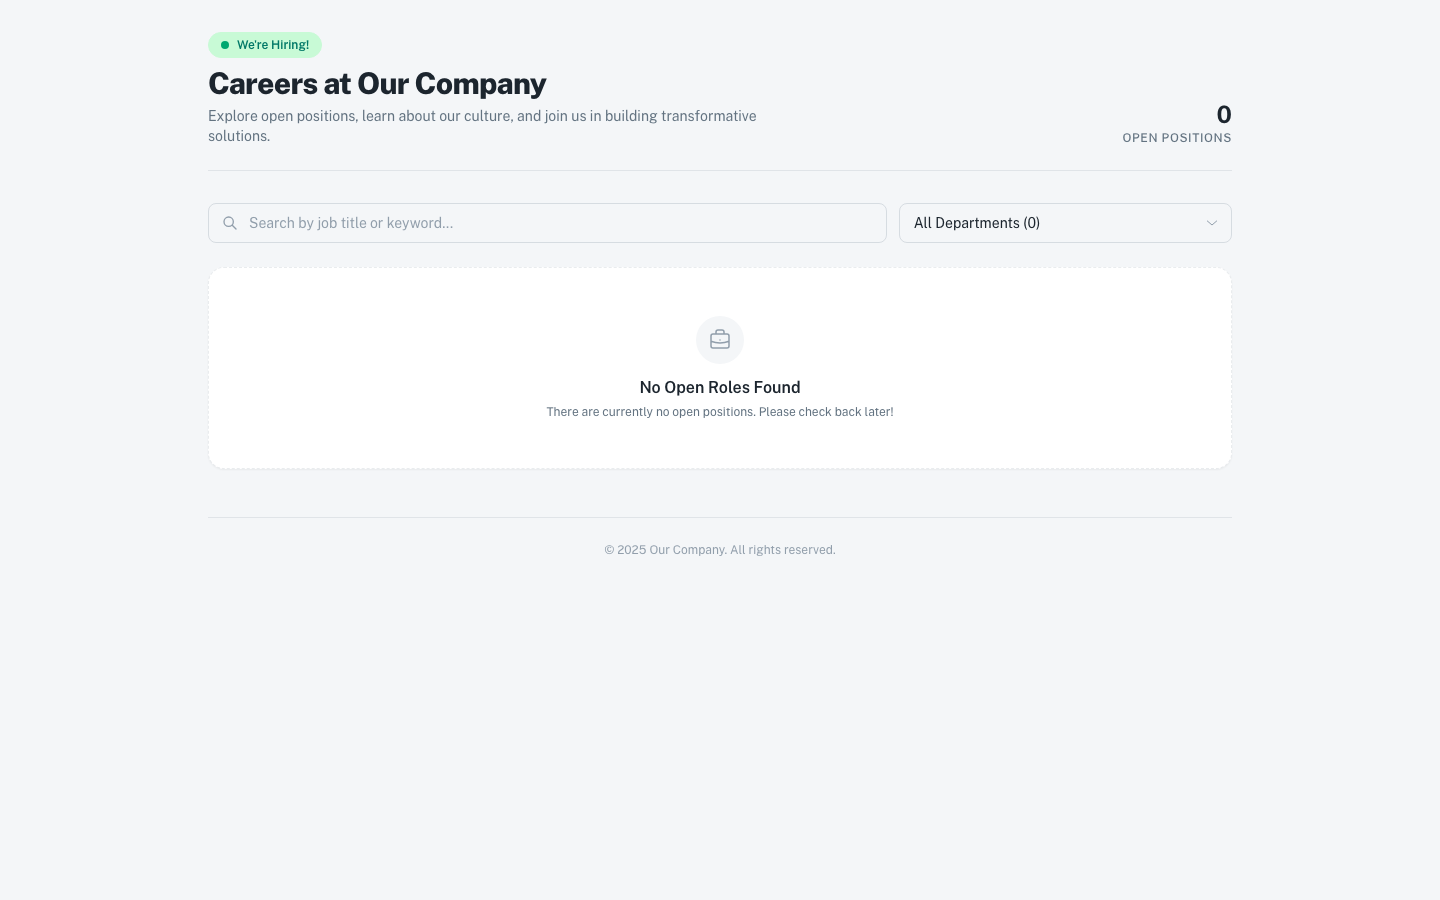 We're Hiring!
Careers at Our Company
Explore open positions, learn about our culture, and join us in building transformative
solutions.
0
OPEN POSITIONS
Search by job title or keyword...
All Departments (0)
No Open Roles Found
There are currently no open positions. Please check back later!
© 2025 Our Company. All rights reserved.